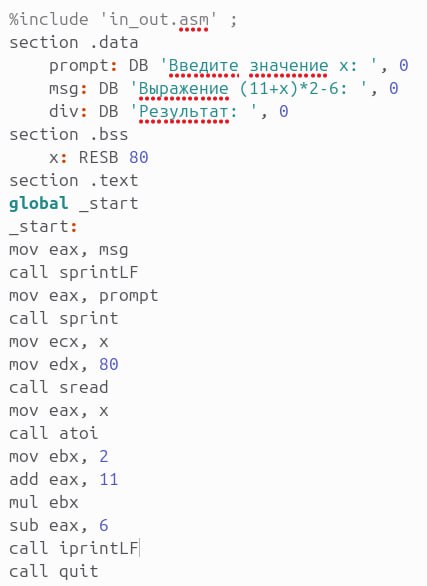 %include 'in_out.asm' ;
section .data
    prompt: DB 'Введите значение x: ', 0
    msg: DB 'Выражение (11+x)*2-6: ', 0
    div: DB 'Результат: ', 0
section .bss
    x: RESB 80
section .text
global _start
_start:
mov eax, msg
call sprintLF
mov eax, prompt
call sprint
mov ecx, x
mov edx, 80
call sread
mov eax, x
call atoi
mov ebx, 2
add eax, 11
mul ebx
sub eax, 6
call iprintLF
call quit